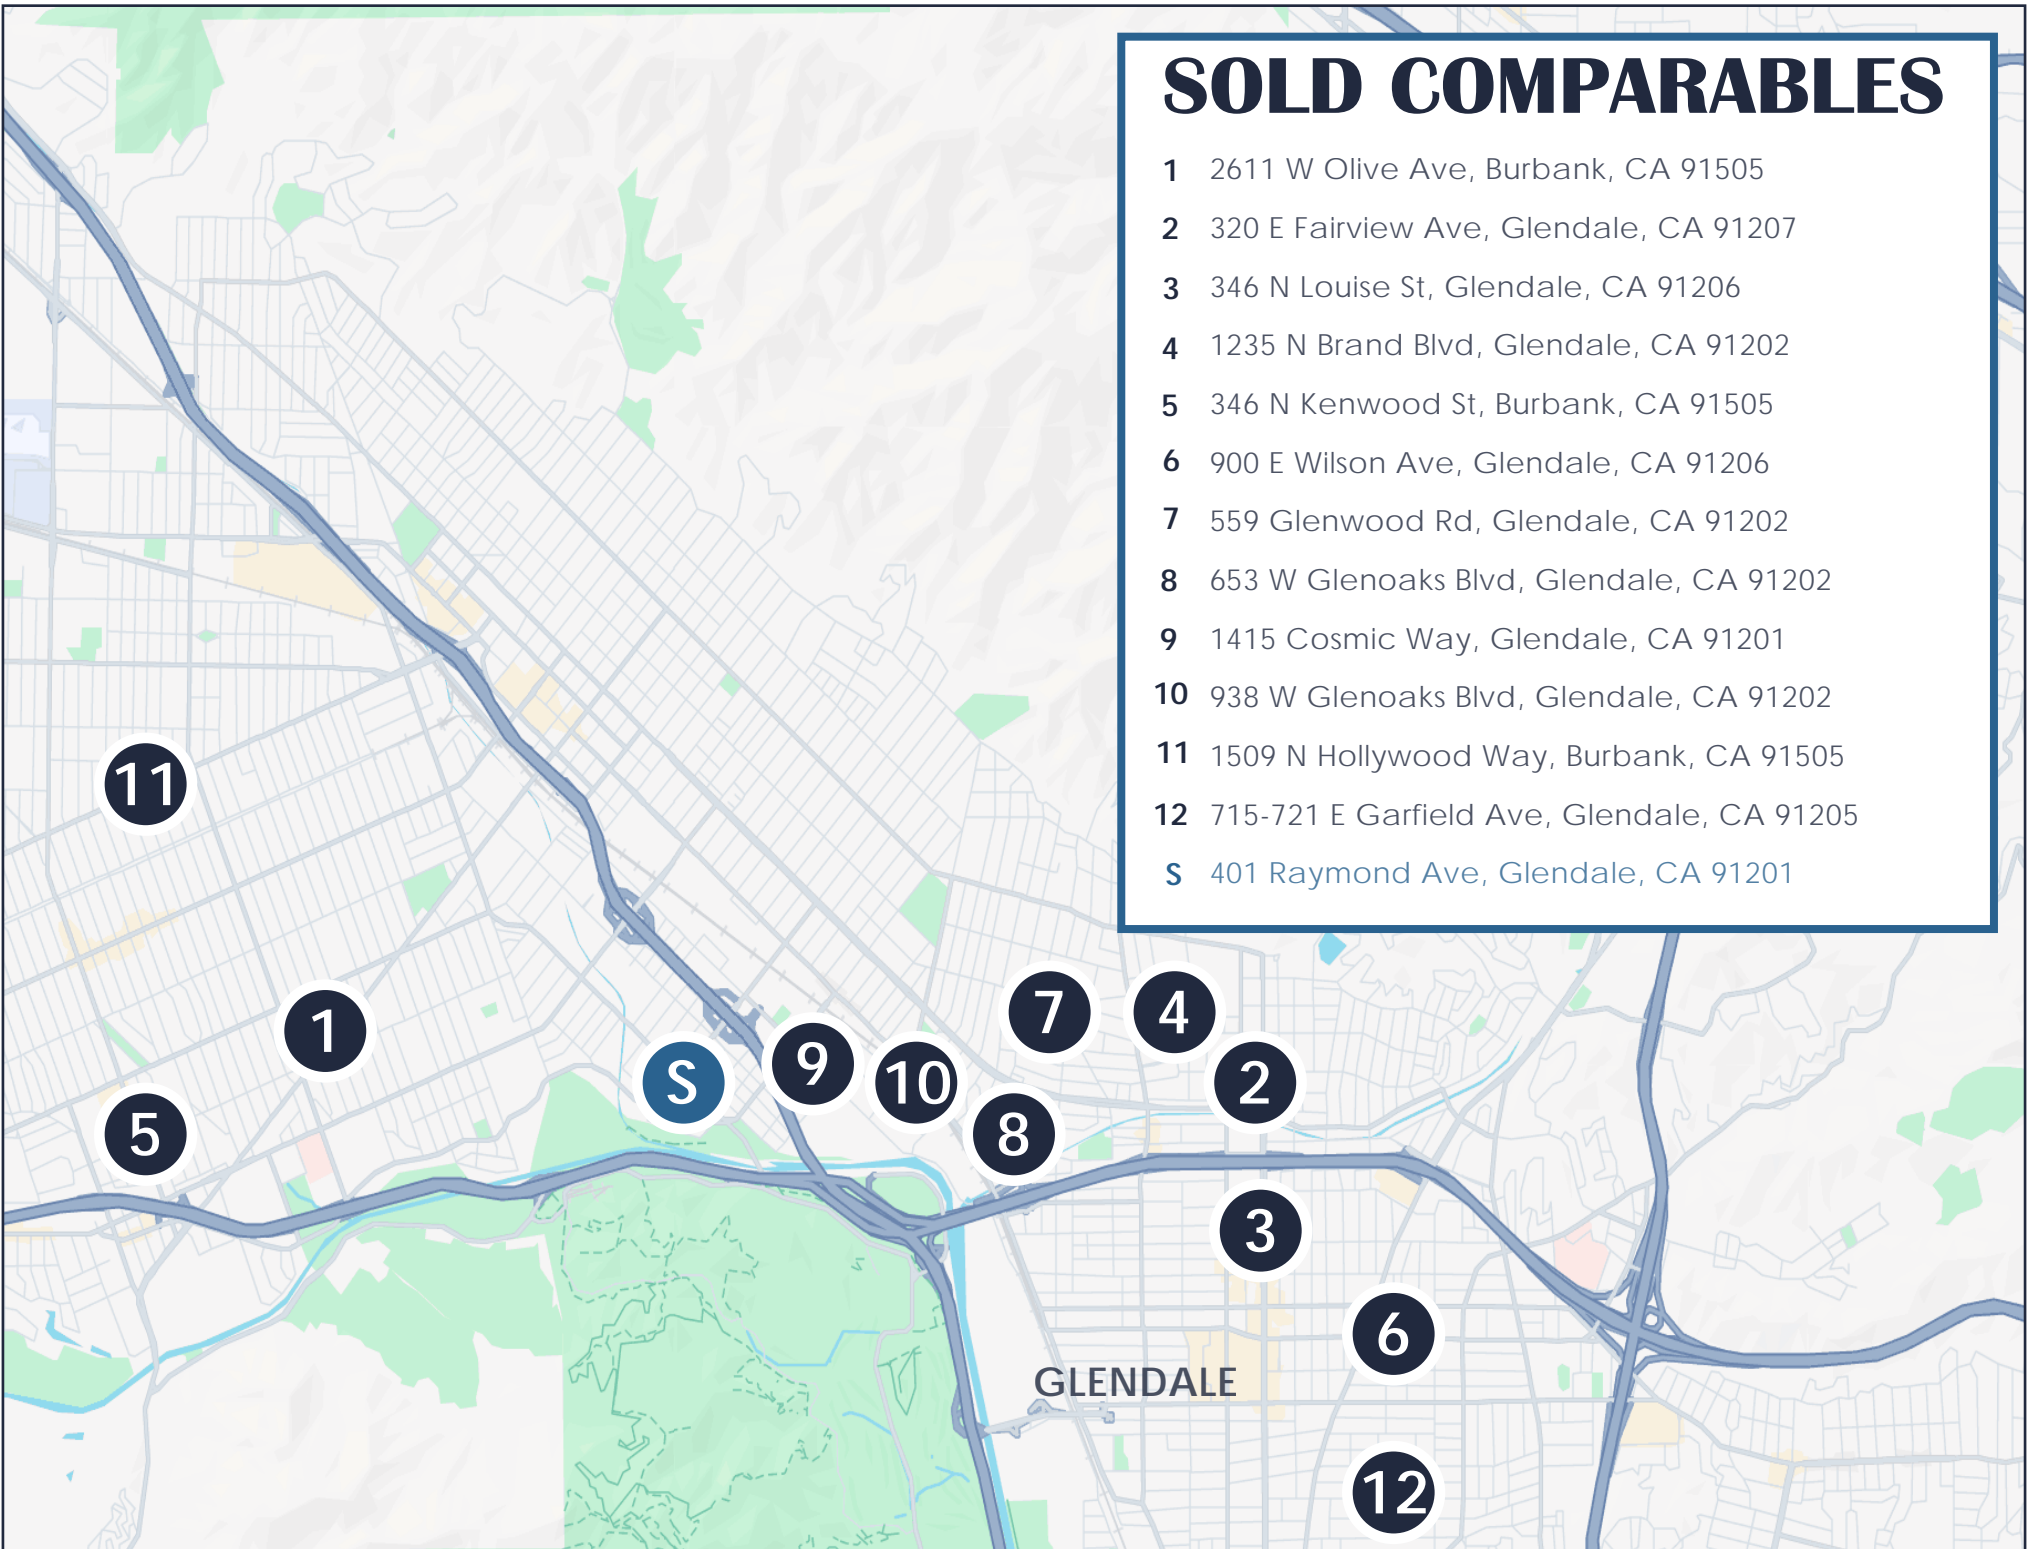 SOLD COMPARABLES
1 2611 W Olive Ave, Burbank, CA 91505
2 320 E Fairview Ave, Glendale, CA 91207
3 346 N Louise St, Glendale, CA 91206
4 1235 N Brand Blvd, Glendale, CA 91202
5 346 N Kenwood St, Burbank, CA 91505
6 900 E Wilson Ave, Glendale, CA 91206
7 559 Glenwood Rd, Glendale, CA 91202
8 653 W Glenoaks Blvd, Glendale, CA 91202
9 1415 Cosmic Way, Glendale, CA 91201
10 938 W Glenoaks Blvd, Glendale, CA 91202
11 1509 N Hollywood Way, Burbank, CA 91505
12 715-721 E Garfield Ave, Glendale, CA 91205
S 401 Raymond Ave, Glendale, CA 91201
11
7
4
1
9
S
10
2
5
8
3
6
GLENDALE
12